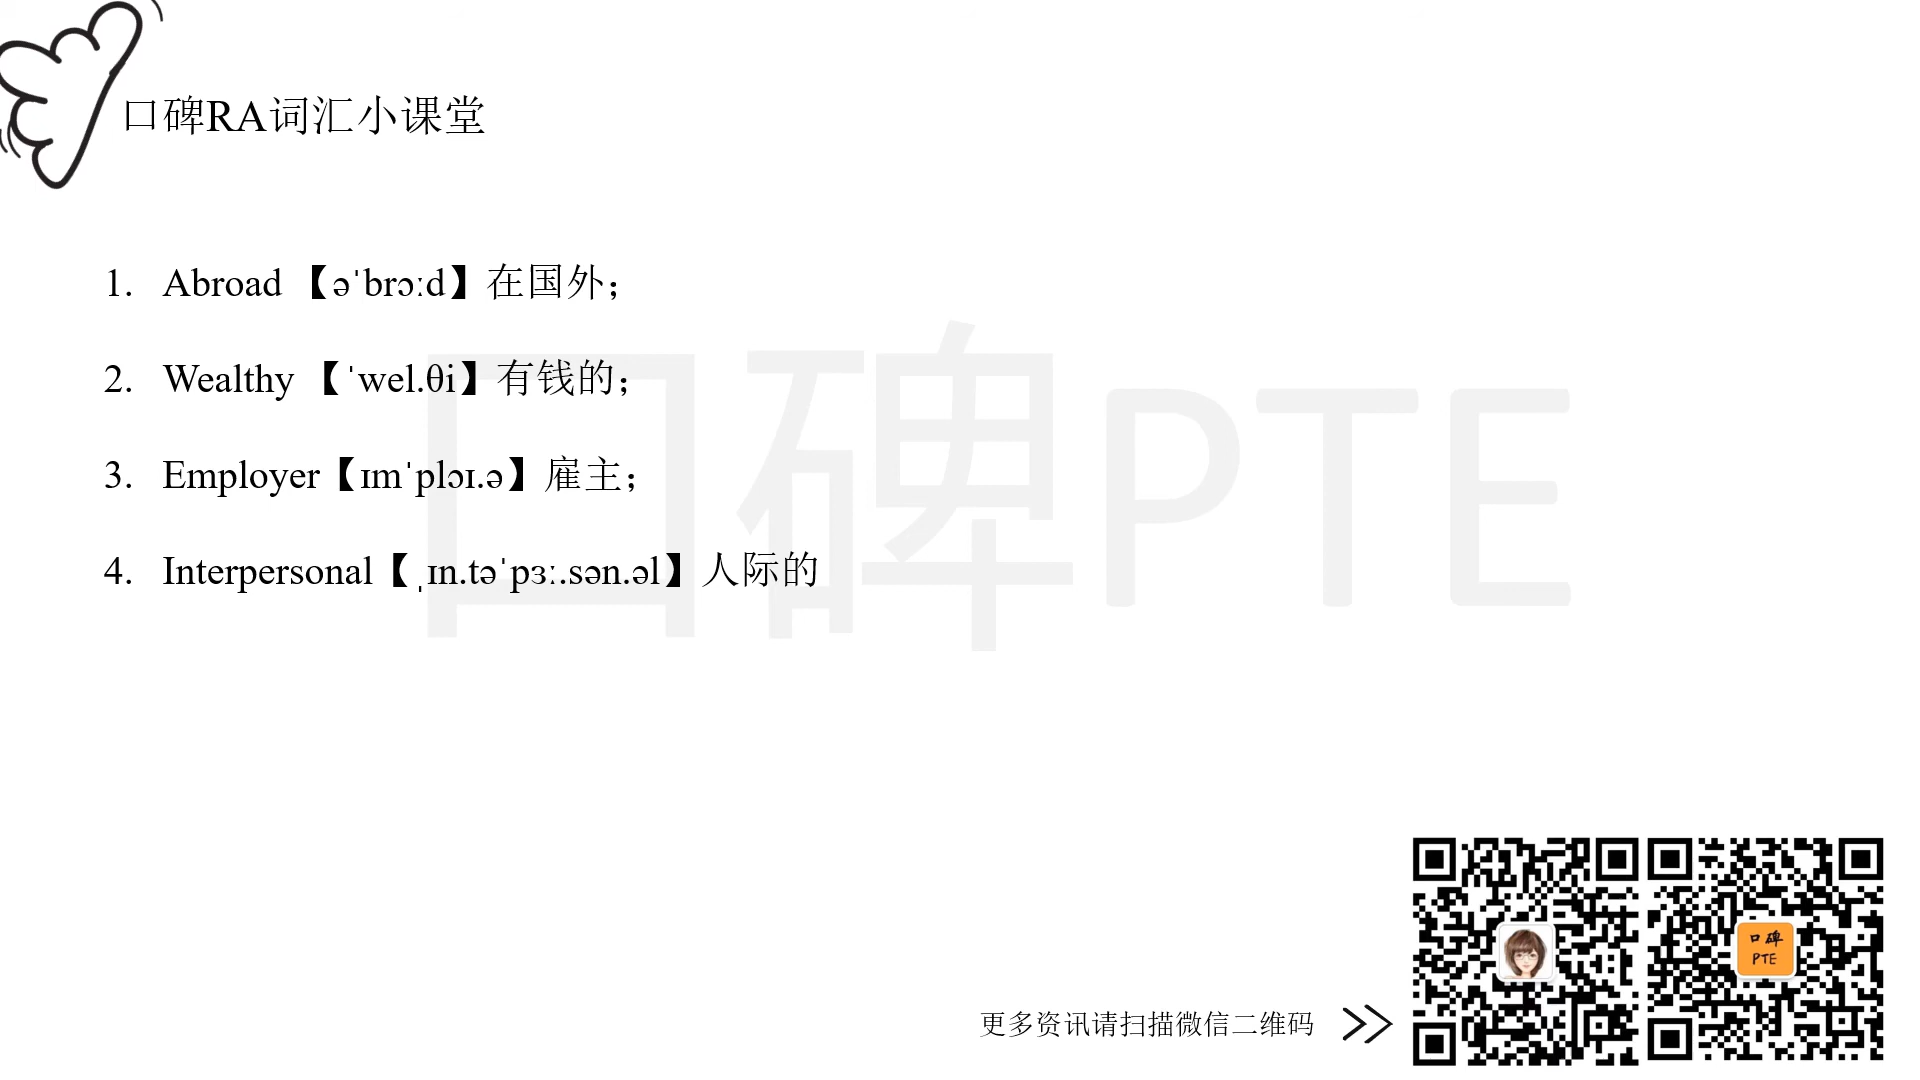 口碑RA词汇小课堂
1. Abroad 【əˈbrɔːd】在国外；
2. Wealthy 【ˈwel.θi】有钱的；
3. Employer【ɪmˈplɔɪ.ə】雇主；
4. Interpersonal【ˌɪn.təˈpɜː.sən.əl】人际的
口碑PTE
更多资讯请扫描微信二维码
口碑
PTE